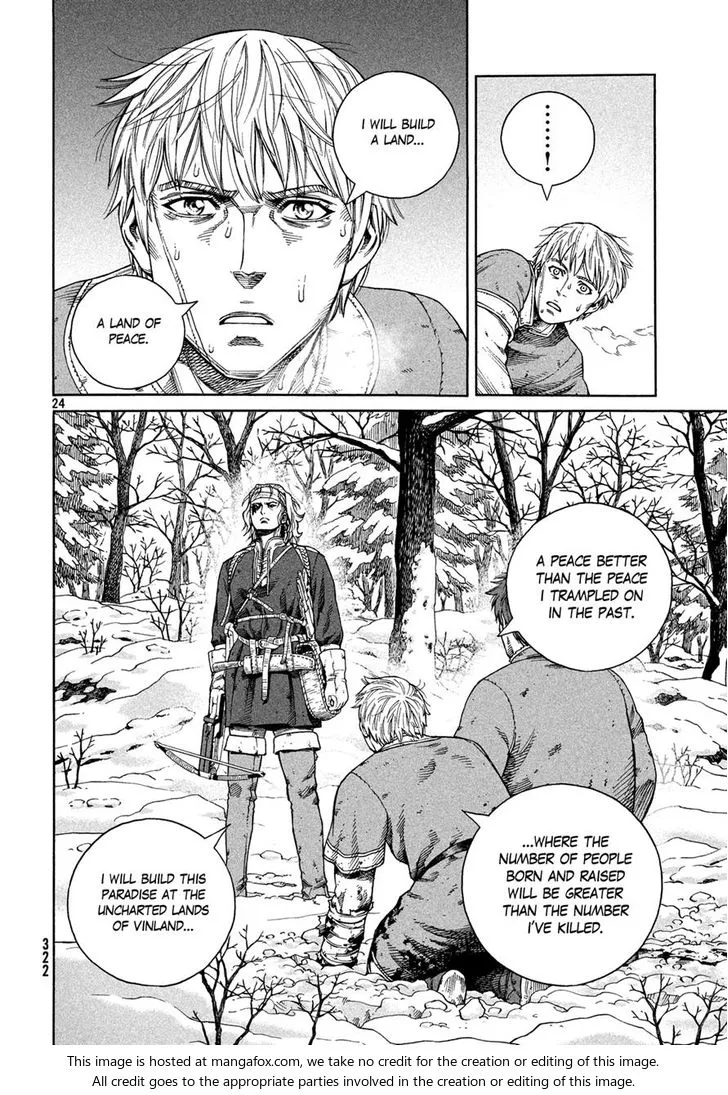 .......!
I WILL BUILD
A LAND...
A LAND OF
PEACE.
24
A PEACE BETTER
THAN THE PEACE
I TRAMPLED ON
IN THE PAST.
...WHERE THE
NUMBER OF PEOPLE
BORN AND RAISED
WILL BE GREATER
THAN THE NUMBER
I'VE KILLED.
I WILL BUILD THIS
PARADISE AT THE
UNCHARTED LANDS
OF VINLAND...
322
This image is hosted at mangafox.com, we take no credit for the creation or editing of this image.
All credit goes to the appropriate parties involved in the creation or editing of this image.